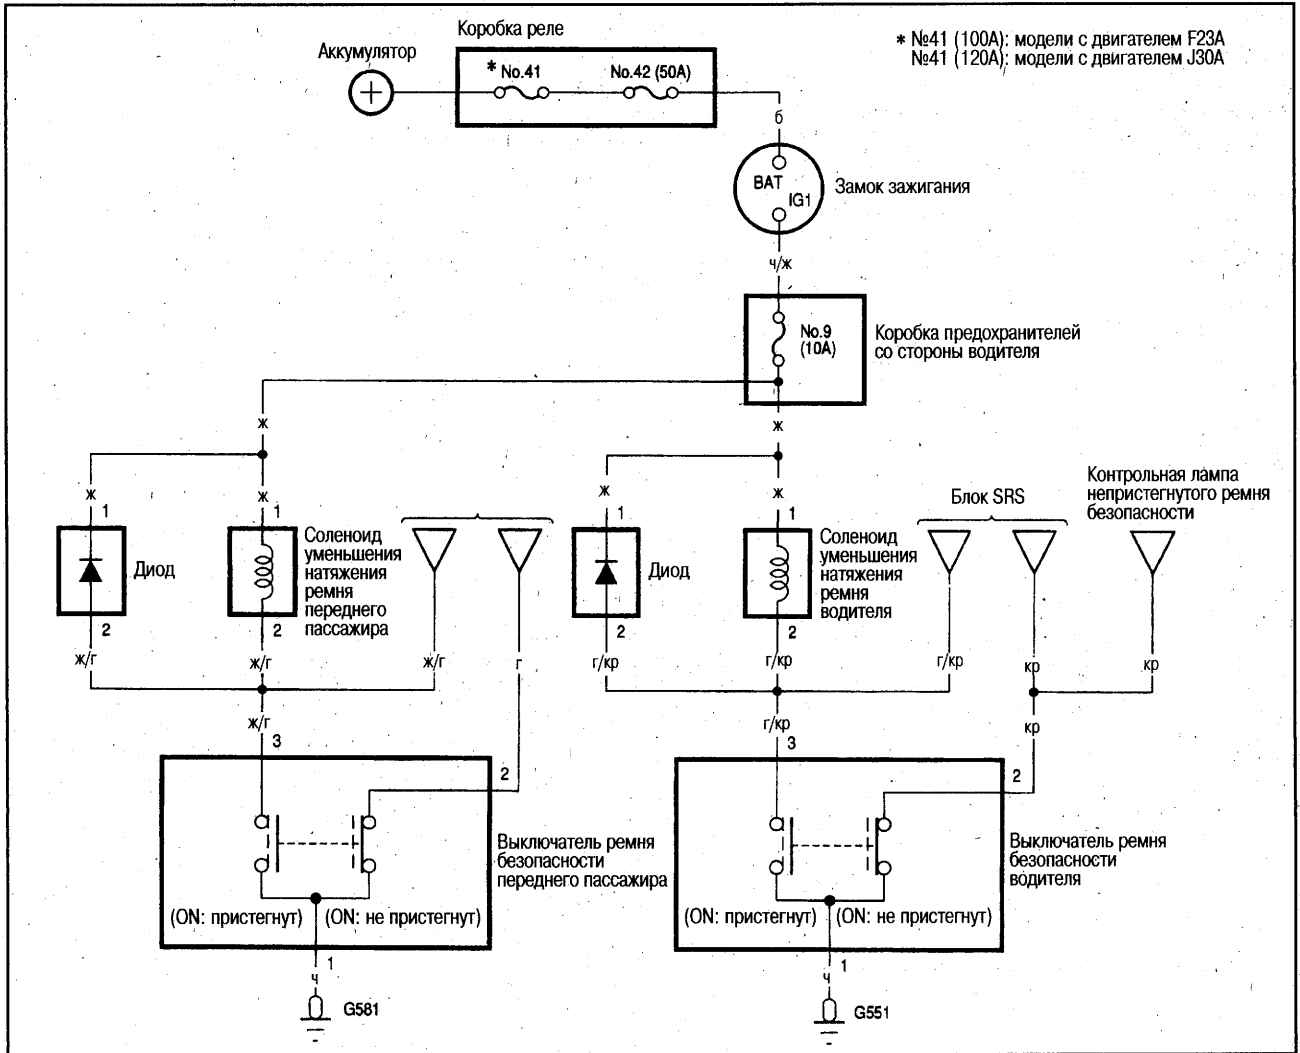 Коробка реле
* №41 (100А): модели с двигателем F23A
№41 (120А): модели с двигателем J30A
Аккумулятор
* No.41
No.42 (50A)
б
BAT
IG1
Замок зажигания
ч/ж
No.9
(10A)
Коробка предохранителей
со стороны водителя
ж
ж
ж
ж
ж
ж
1
1
1
1
Диод
Соленоид
уменьшения
натяжения
ремня
переднего
пассажира
Диод
Соленоид
уменьшения
натяжения
ремня
водителя
Блок SRS
Контрольная лампа
непристегнутого ремня
безопасности
2
2
2
2
ж/г
ж/г
ж/г
г
г/кр
г/кр
г/кр
кр
кр
ж/г
3
2
г/кр
3
кр
2
Выключатель ремня
безопасности
переднего пассажира
Выключатель ремня
безопасности
водителя
(ON: пристегнут)
(ON: не пристегнут)
(ON: пристегнут)
(ON: не пристегнут)
1
ч
G581
1
ч
G551